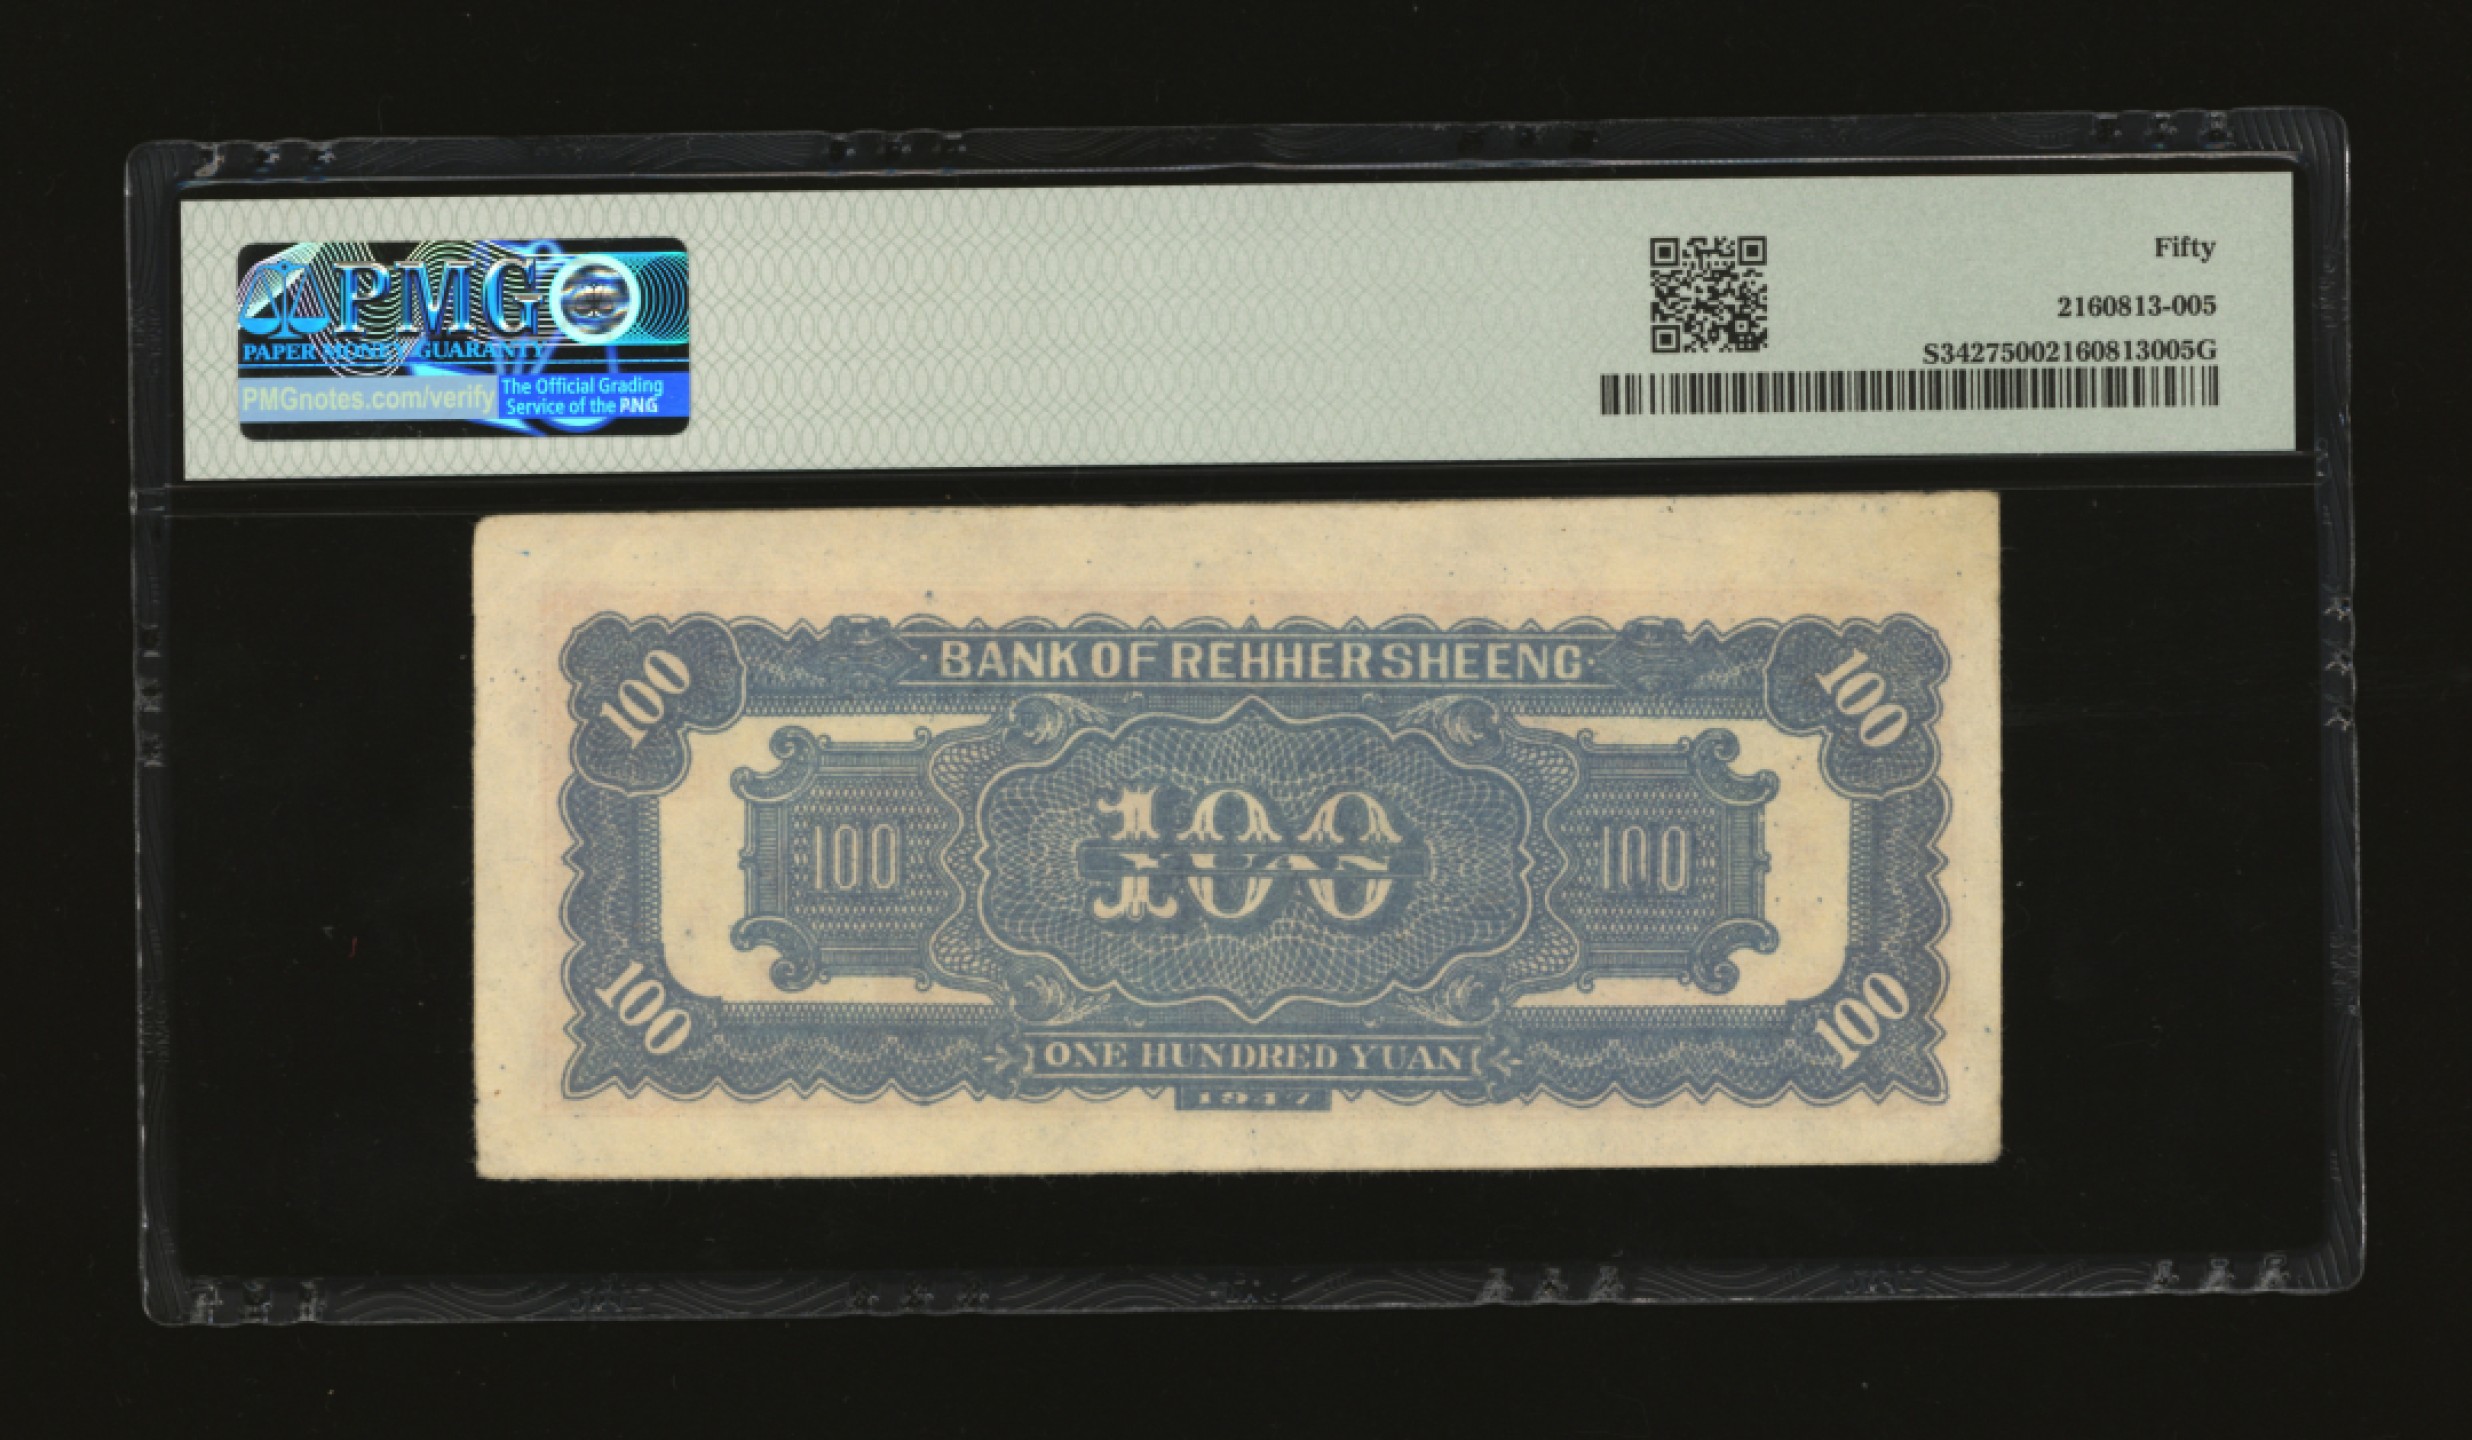 PMG
PAPER MONEY GUARANTY
PMGnotes.com/verify
The Official Grading
Service of the PNG
Fifty
2160813-005
S34275002160813005G
BANK OF REHHER SHEENG
100
100
100
100
YUAN
100
100
100
ONE HUNDRED YUAN
1947